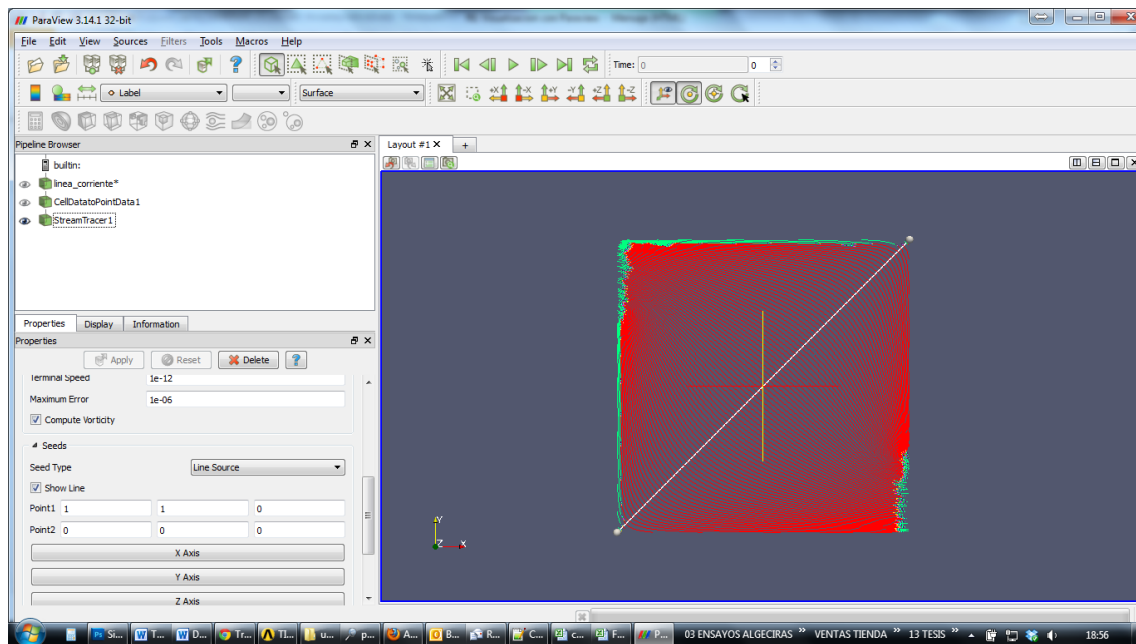 ParaView 3.14.1 32-bit
File Edit View Sources Filters Tools Macros Help
Time: 0 0
Label Surface
+X -X +Y -Y +Z -Z
Pipeline Browser
Layout #1 X +
builtin:
linea_corriente*
CellDatatoPointData1
StreamTracer1
Properties Display Information
Properties
Apply Reset Delete ?
Terminal Speed 1e-12
Maximum Error 1e-06
Compute Vorticity
Seeds
Seed Type Line Source
Show Line
Point1 1 1 0
Point2 0 0 0
X Axis
Y Axis
Z Axis
Y
Z X
Si... T... D... Tr... TI... u... p... A... B... R... C... c... F... P... 03 ENSAYOS ALGECIRAS » VENTAS TIENDA » 13 TESIS » 18:56